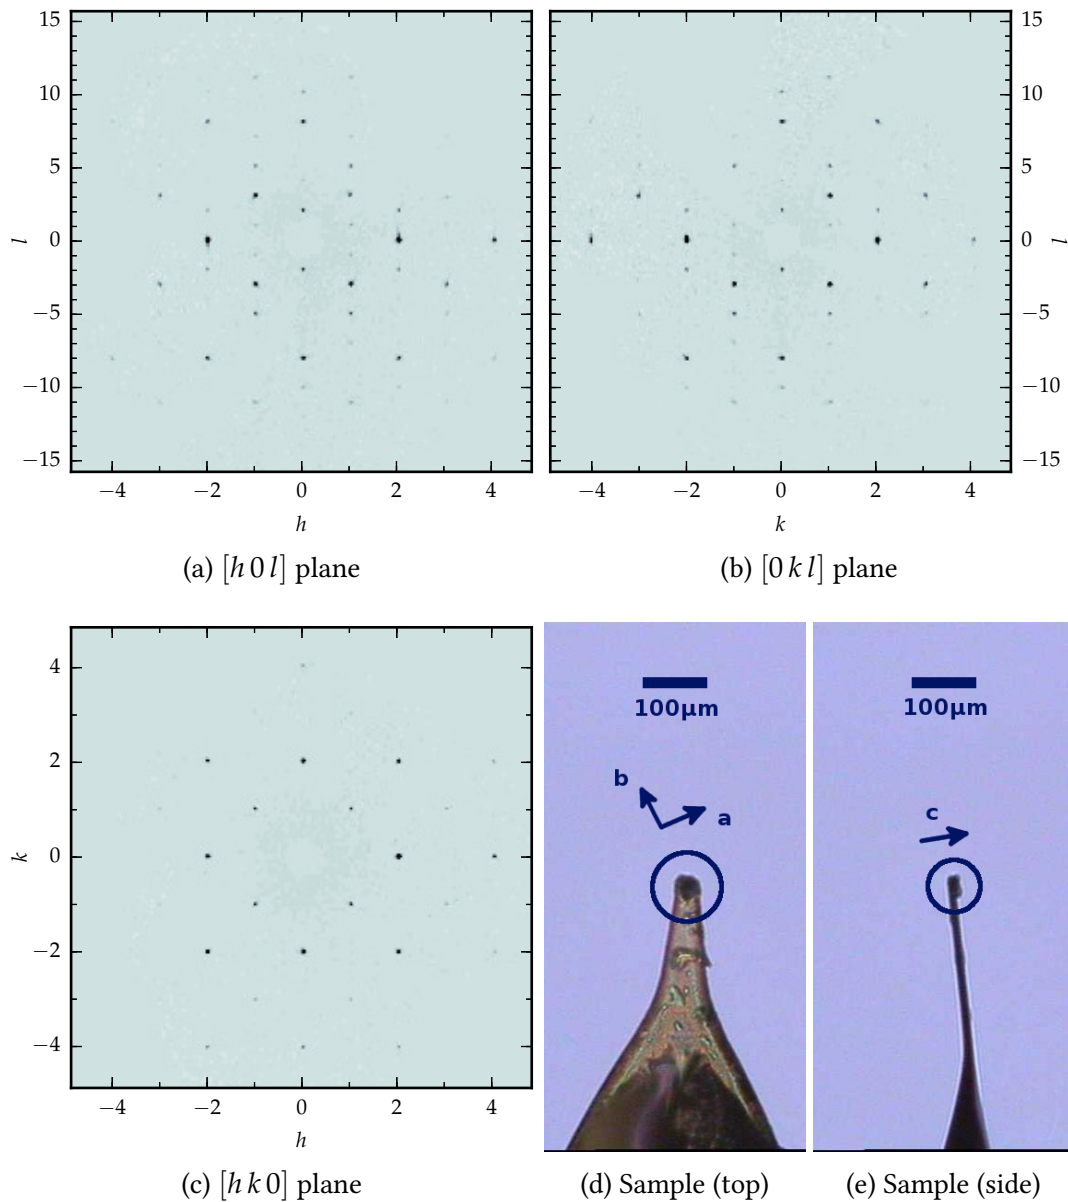 15
10
5
0
−5
−10
−15
l
−4 −2 0 2 4
h
(a) [h 0 l] plane
15
10
5
0
−5
−10
−15
l
−4 −2 0 2 4
k
(b) [0 k l] plane
4
2
0
−2
−4
k
−4 −2 0 2 4
h
(c) [h k 0] plane
100μm
b
a
(d) Sample (top)
100μm
c
(e) Sample (side)